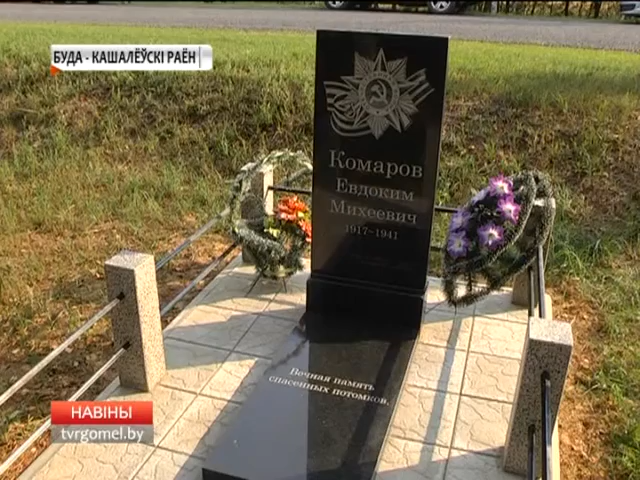 БУДА - КАШАЛЁЎСКІ РАЁН
Комаров
Евдоким
Михеевич
1917-1941
Вечная память
спасенных потомков.
НАВІНЫ
tvrgomel.by